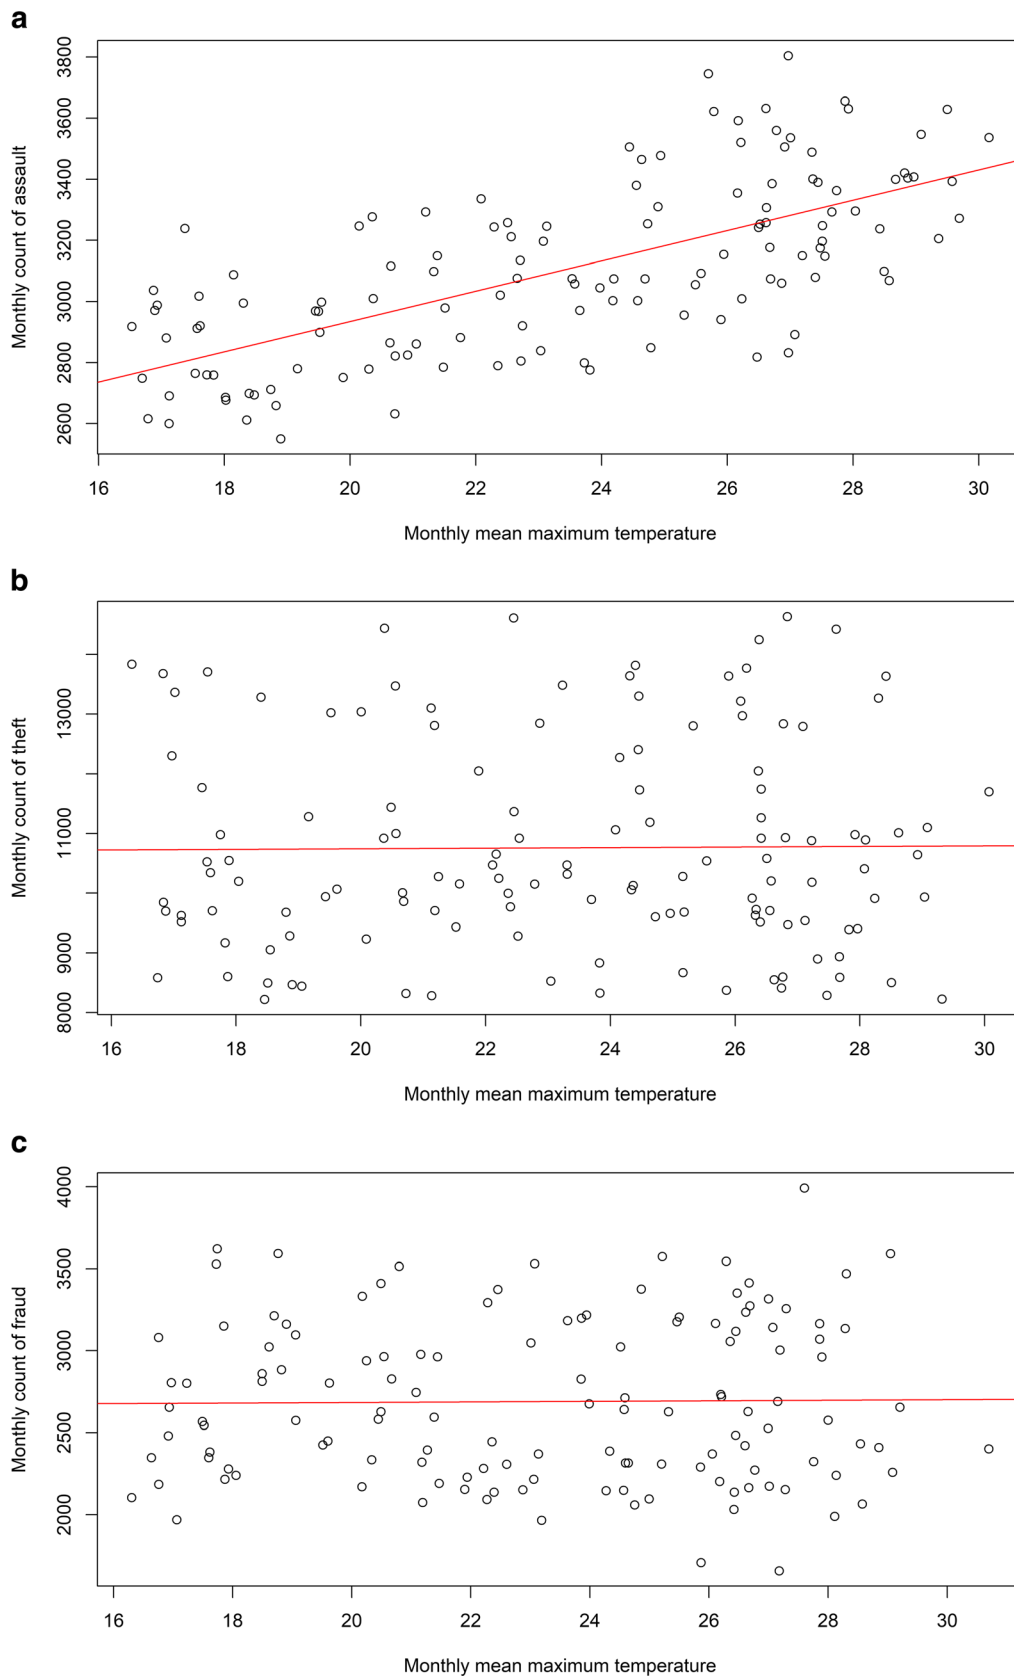 a
Monthly count of assault
3800
3600
3400
3200
3000
2800
2600
16 18 20 22 24 26 28 30
Monthly mean maximum temperature
b
Monthly count of theft
13000
11000
9000
8000
16 18 20 22 24 26 28 30
Monthly mean maximum temperature
c
Monthly count of fraud
4000
3500
3000
2500
2000
16 18 20 22 24 26 28 30
Monthly mean maximum temperature